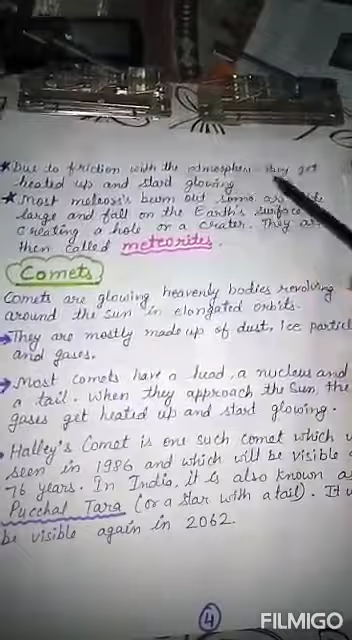 ★ Due to friction with the atmosphere they get
heated up and start glowing
★ Most meteors burn out some are
large and fall on the Earth's surface
creating a hole or a crater. They are
then called meteorites.
Comets
Comets are glowing heavenly bodies revolving
around the sun in elongated orbits.
→ They are mostly made up of dust, ice particl
and gases.
→ Most comets have a head, a nucleus and
a tail. When they approach the Sun, the
gases get heated up and start glowing.
• Halley's Comet is one such comet which w
seen in 1986 and which will be visible a
76 years. In India, it is also known as
Pucchal Tara (or a star with a tail). It w
be visible again in 2062.
4
FILMIGO